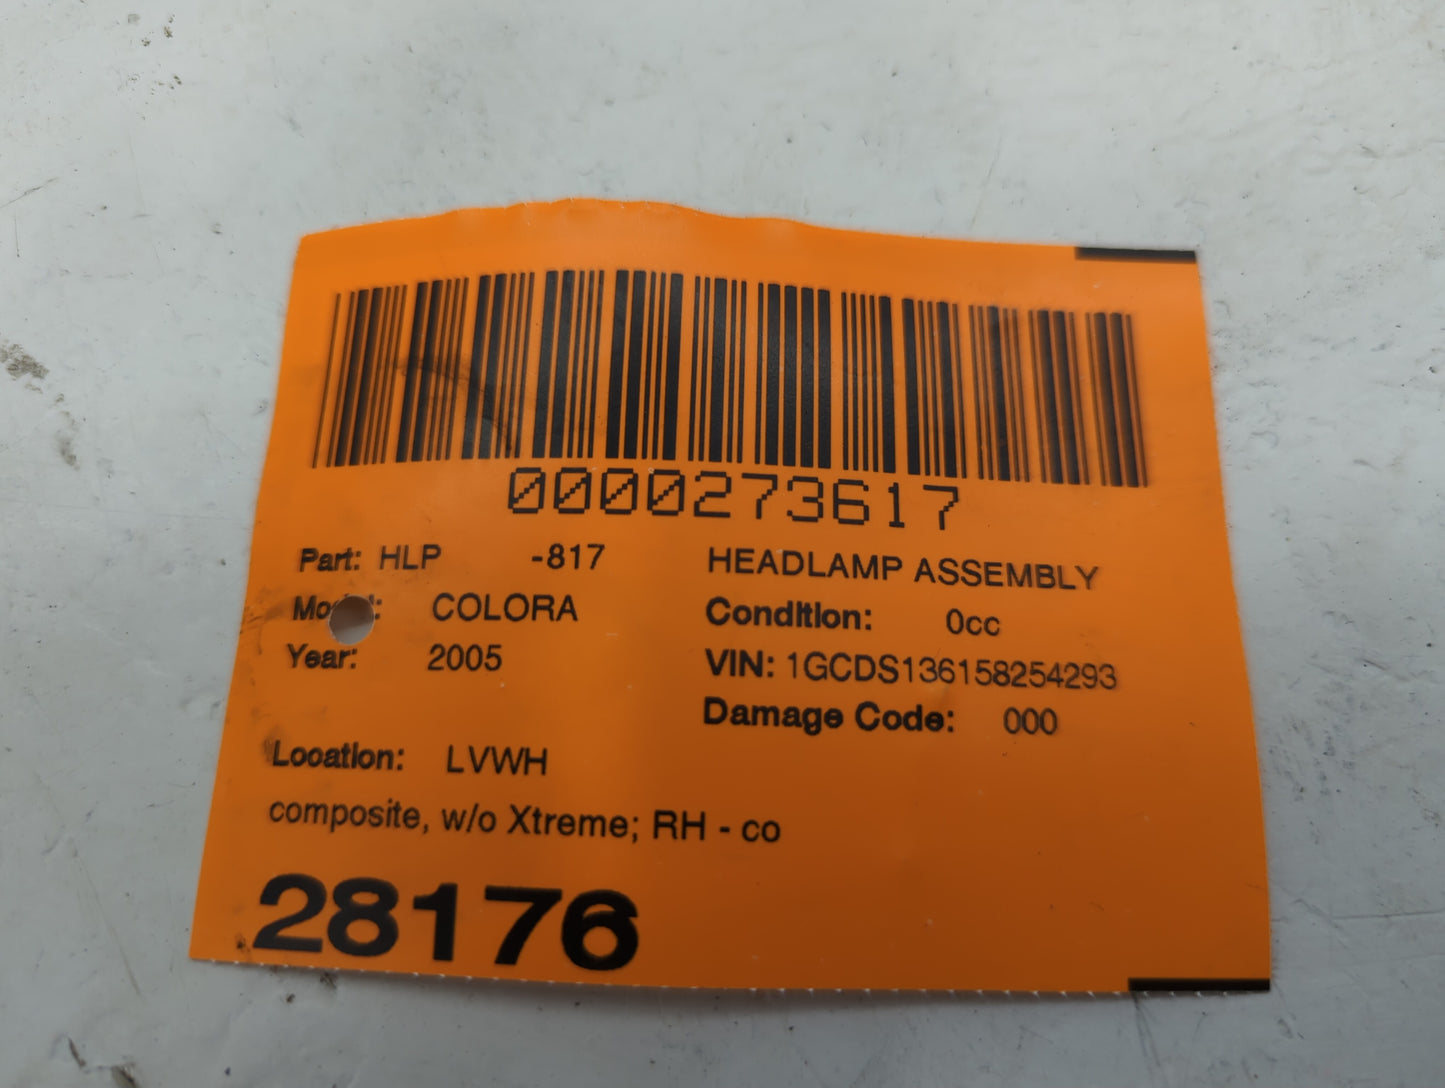 0000273617
Part: HLP -817 HEADLAMP ASSEMBLY
Model: COLORA Condition: 0cc
Year: 2005 VIN: 1GCDS136158254293
Damage Code: 000
Location: LVWH
composite, w/o Xtreme; RH - co
28176